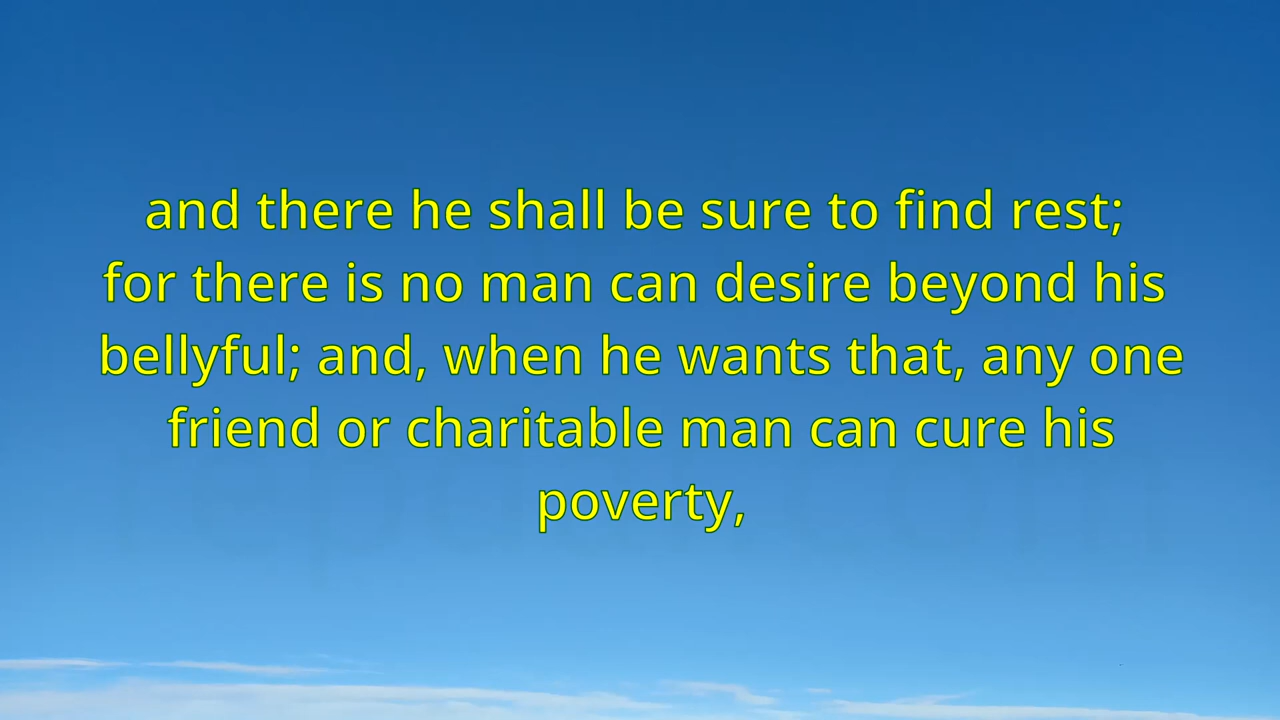 and there he shall be sure to find rest;
for there is no man can desire beyond his
bellyful; and, when he wants that, any one
friend or charitable man can cure his
poverty,